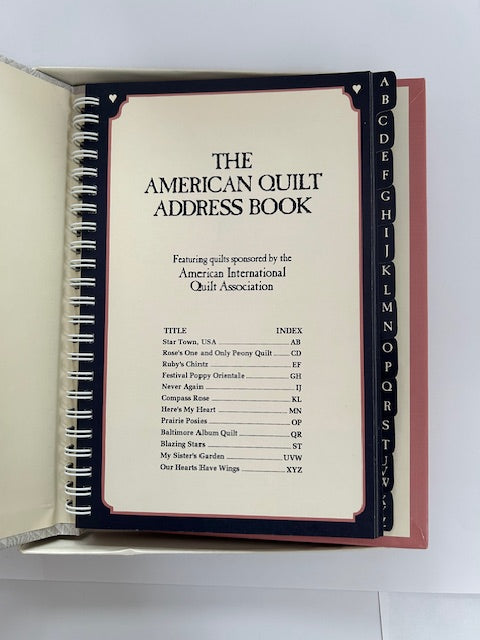 THE
AMERICAN QUILT
ADDRESS BOOK
Featuring quilts sponsored by the
American International
Quilt Association
TITLE INDEX
Star Town, USA AB
Rose's One and Only Peony Quilt CD
Ruby's Chintz EF
Festival Poppy Orientale GH
Never Again IJ
Compass Rose KL
Here's My Heart MN
Prairie Posies OP
Baltimore Album Quilt QR
Blazing Stars ST
My Sister's Garden UVW
Our Hearts Have Wings XYZ
A
B
C
D
E
F
G
H
I
J
K
L
M
N
O
P
Q
R
S
T
U
V
W